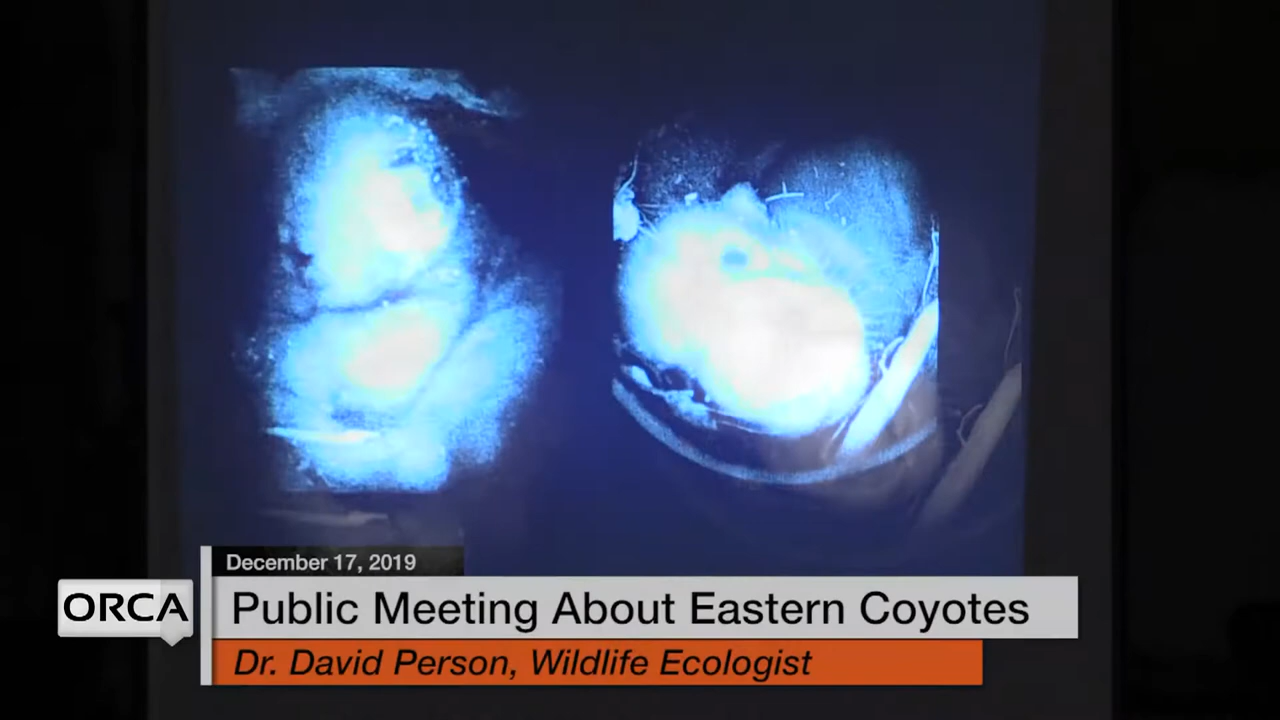 December 17, 2019
ORCA
Public Meeting About Eastern Coyotes
Dr. David Person, Wildlife Ecologist